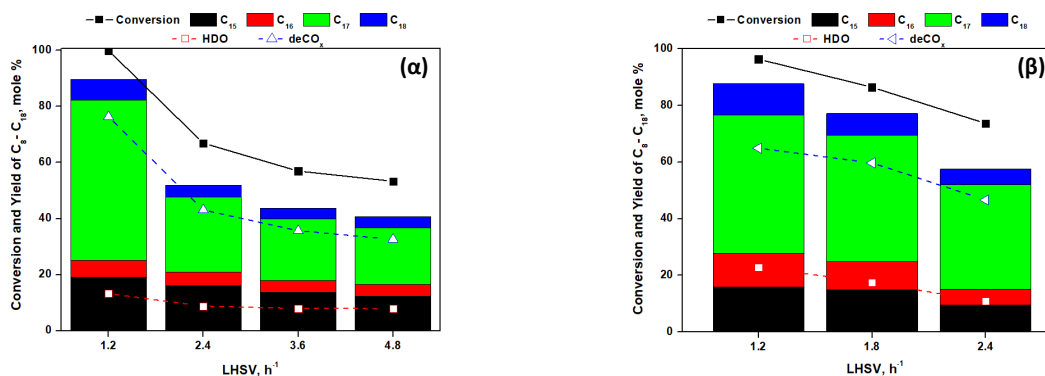 Conversion C₁₅ C₁₆ C₁₇ C₁₈
HDO deCOₓ
(α)
100
80
60
40
20
0
Conversion and Yield of C₈- C₁₈, mole %
1.2 2.4 3.6 4.8
LHSV, h⁻¹
Conversion C₁₅ C₁₆ C₁₇ C₁₈
HDO deCOₓ
(β)
100
80
60
40
20
0
Conversion and Yield of C₈- C₁₈, mole %
1.2 1.8 2.4
LHSV, h⁻¹